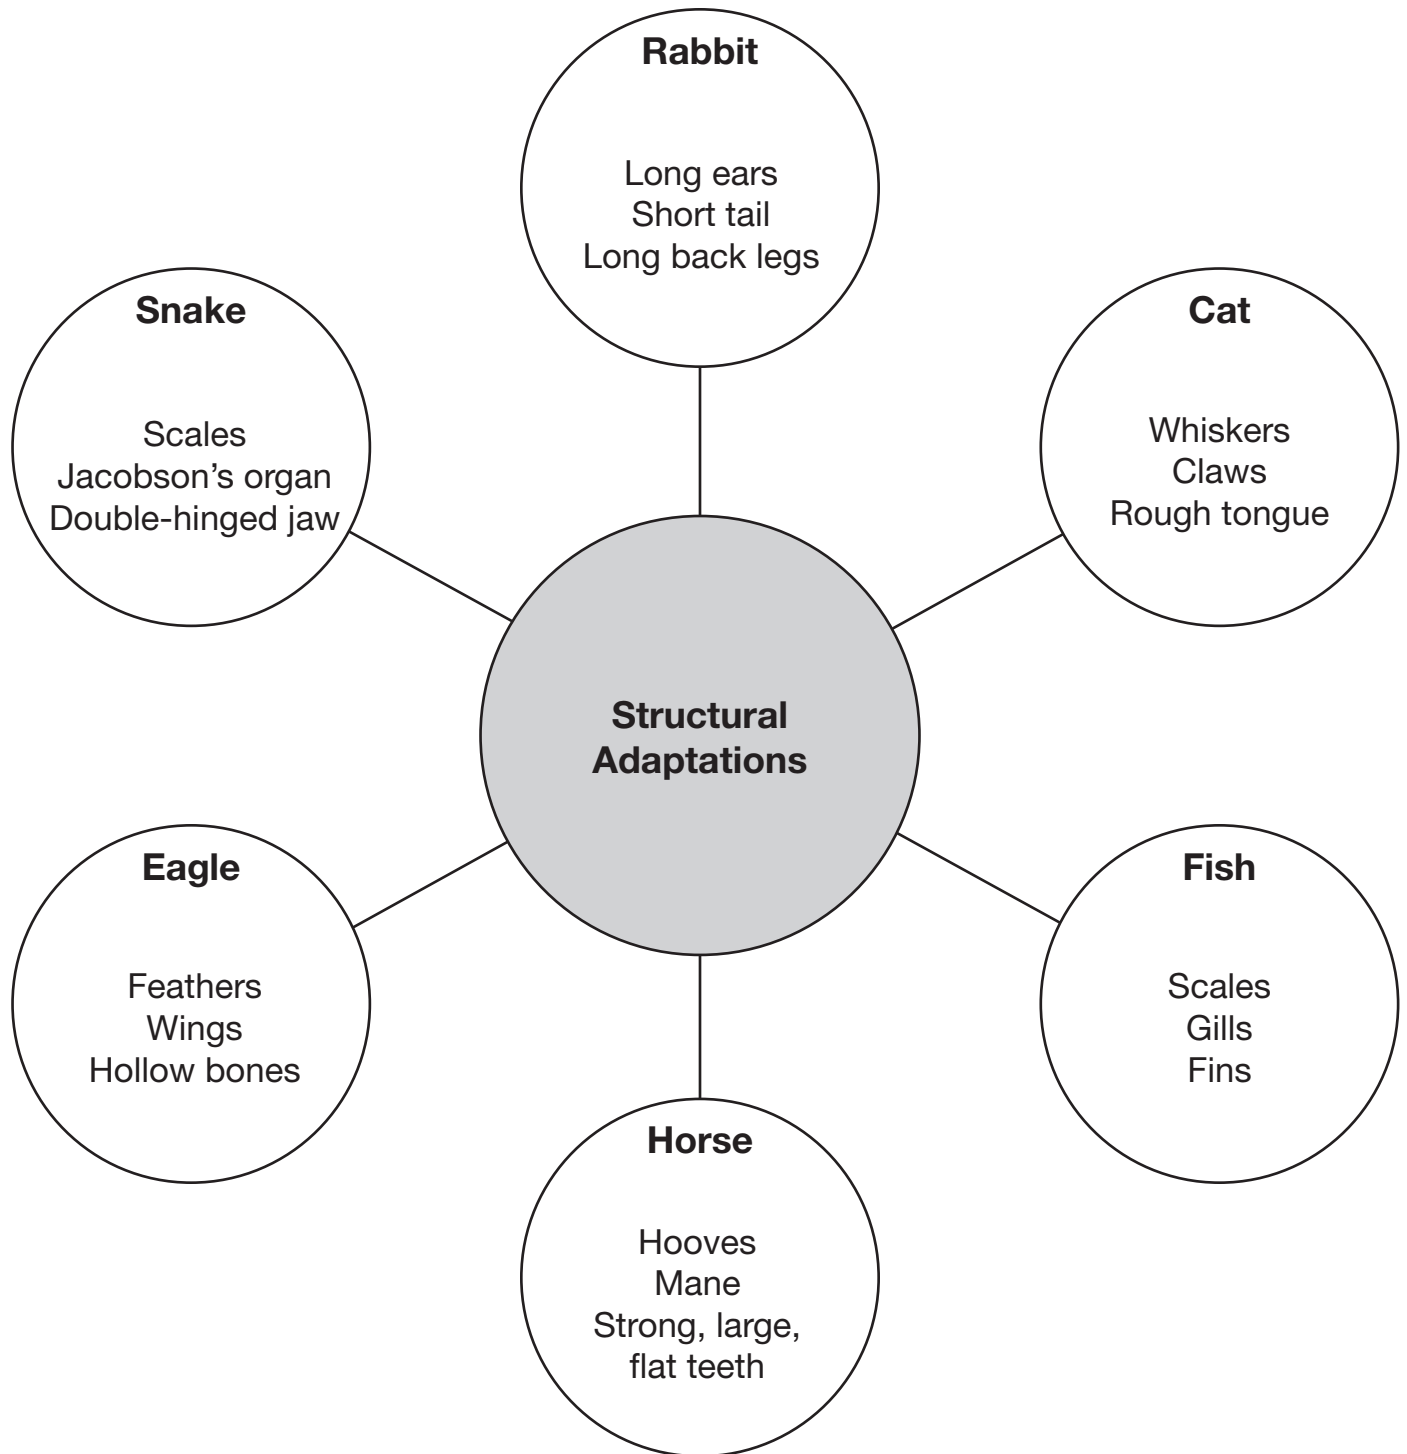 Rabbit
Long ears
Short tail
Long back legs
Snake
Scales
Jacobson’s organ
Double-hinged jaw
Cat
Whiskers
Claws
Rough tongue
Structural
Adaptations
Eagle
Feathers
Wings
Hollow bones
Fish
Scales
Gills
Fins
Horse
Hooves
Mane
Strong, large,
flat teeth